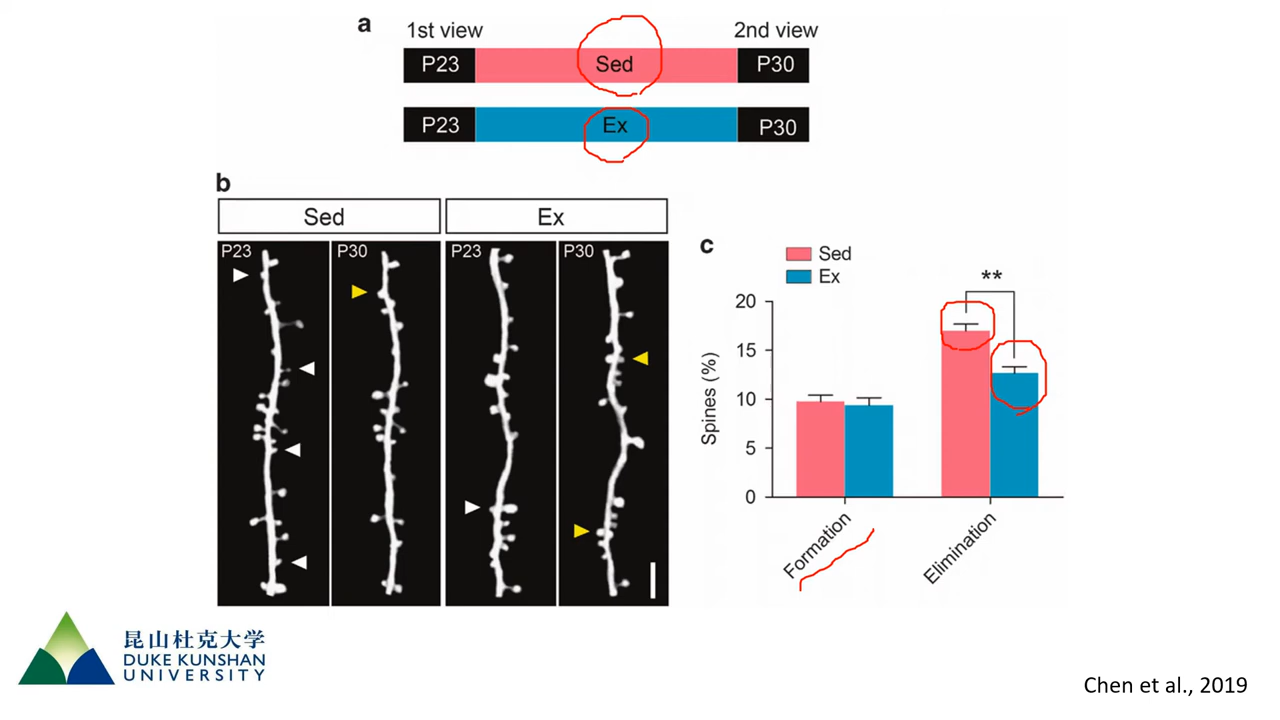 a
1st view
2nd view
P23
Sed
P30
P23
Ex
P30
b
Sed
Ex
P23
P30
P23
P30
c
Sed
Ex
**
20
15
10
5
0
Spines (%)
Formation
Elimination
昆山杜克大学
DUKE KUNSHAN
UNIVERSITY
Chen et al., 2019